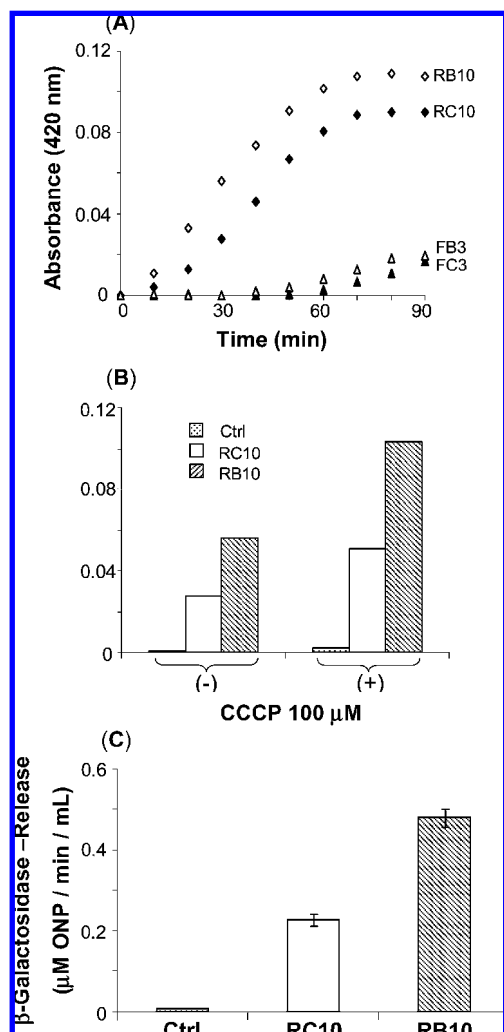 (A)
0.12
0.08
0.04
0
Absorbance (420 nm)
RB10
RC10
FB3
FC3
0 30 60 90
Time (min)
(B)
0.12
0.08
0.04
0
Ctrl
RC10
RB10
(-) (+)
CCCP 100 μM
(C)
0.6
0.4
0.2
0
β-Galactosidase –Release
(μM ONP / min / mL)
Ctrl RC10 RB10